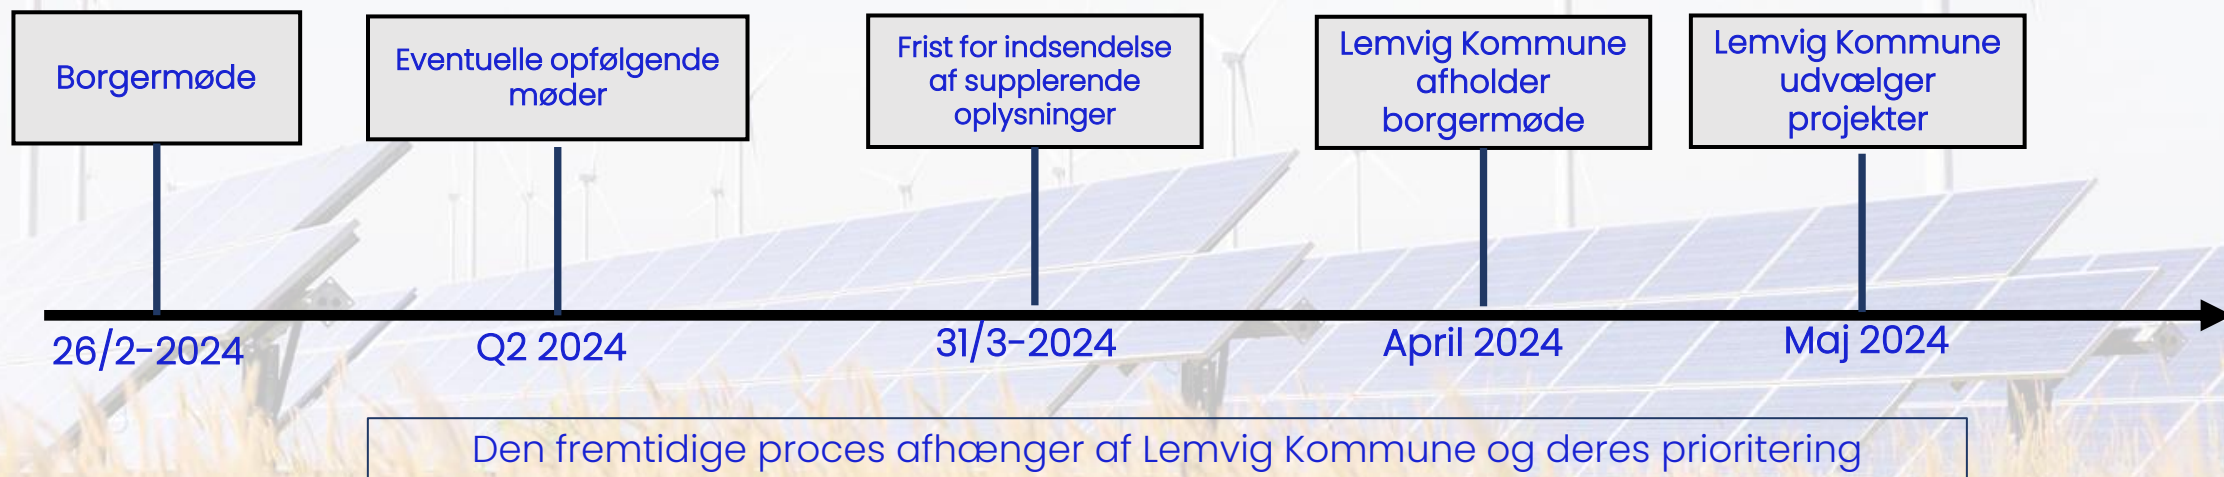 Borgermøde
Eventuelle opfølgende
møder
Frist for indsendelse
af supplerende
oplysninger
Lemvig Kommune
afholder
borgermøde
Lemvig Kommune
udvælger
projekter
26/2-2024
Q2 2024
31/3-2024
April 2024
Maj 2024
Den fremtidige proces afhænger af Lemvig Kommune og deres prioritering